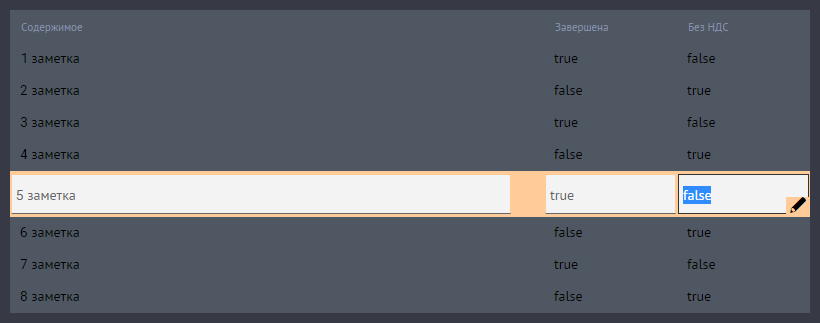 Содержимое Завершена Без НДС
1 заметка true false
2 заметка false true
3 заметка true false
4 заметка false true
5 заметка true false
6 заметка false true
7 заметка true false
8 заметка false true